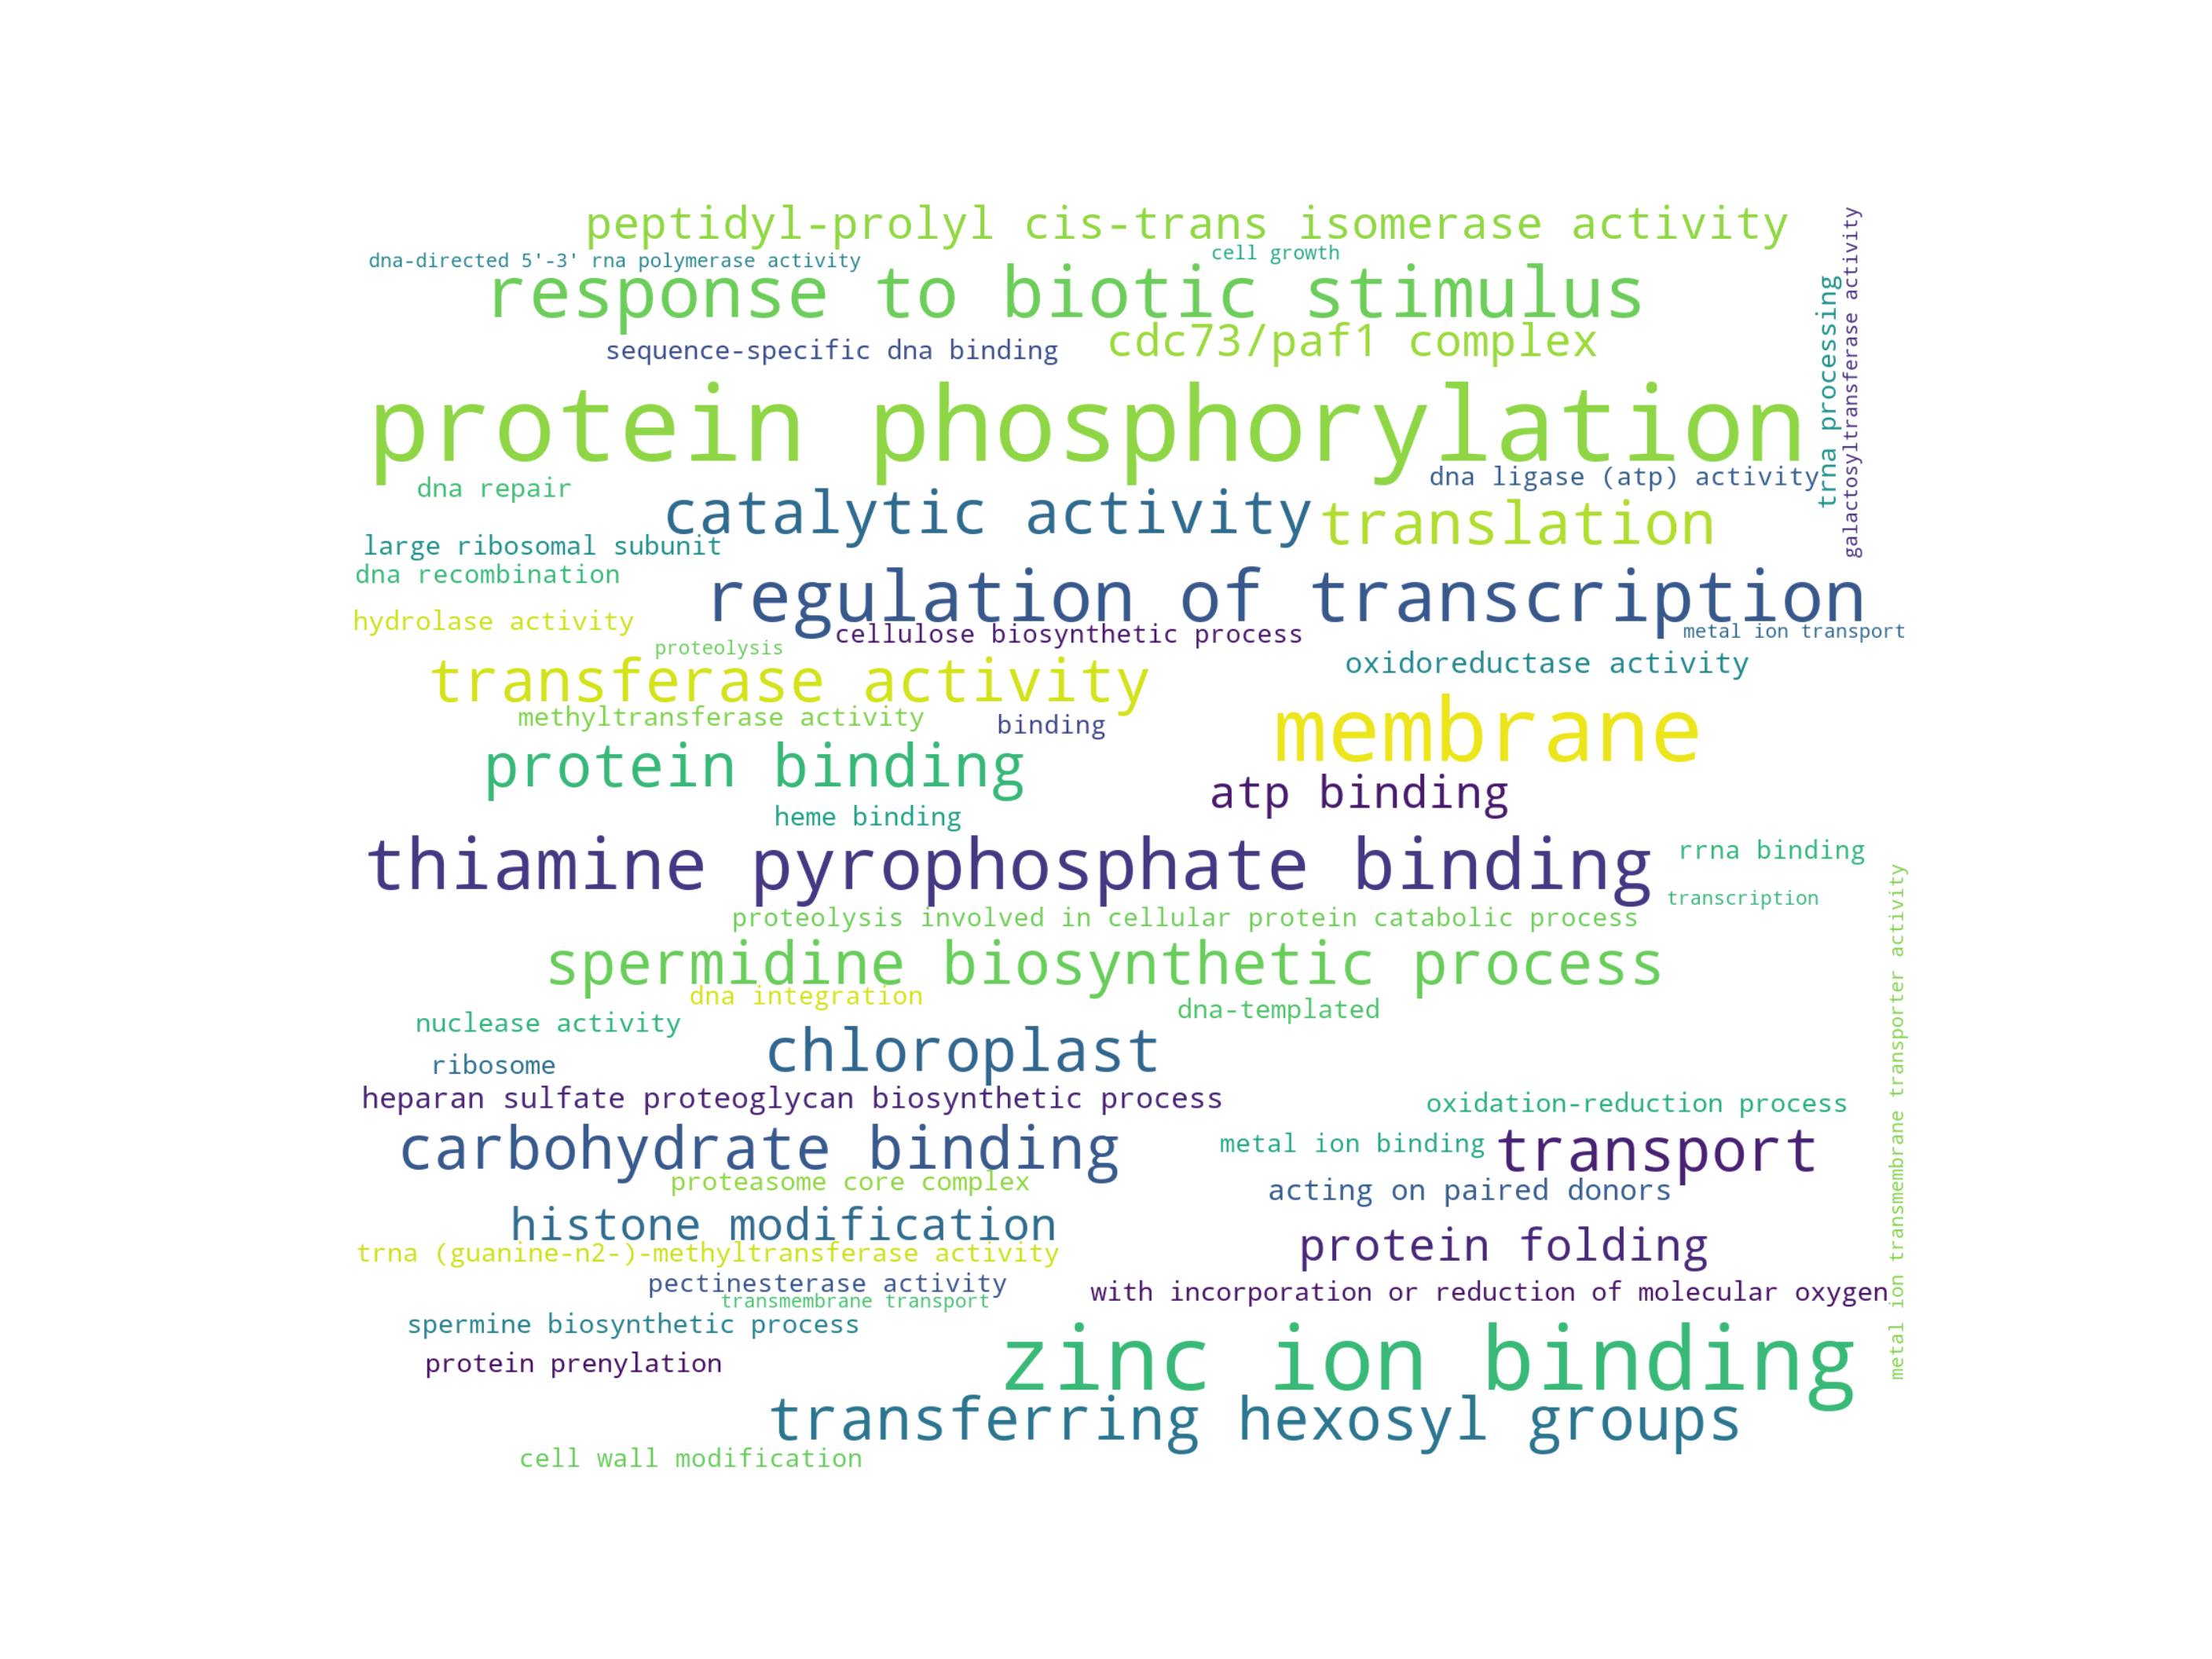 peptidyl-prolyl cis-trans isomerase activity
cell growth
dna-directed 5'-3' rna polymerase activity
response to biotic stimulus
cdc73/paf1 complex
sequence-specific dna binding
trna processing
galactosyltransferase activity
protein phosphorylation
dna ligase (atp) activity
dna repair
catalytic activity
translation
large ribosomal subunit
dna recombination
regulation of transcription
hydrolase activity
cellulose biosynthetic process
metal ion transport
proteolysis
oxidoreductase activity
transferase activity
methyltransferase activity
binding
membrane
protein binding
atp binding
heme binding
thiamine pyrophosphate binding
rrna binding
transcription
proteolysis involved in cellular protein catabolic process
spermidine biosynthetic process
metal ion transmembrane transporter activity
dna integration
dna-templated
nuclease activity
chloroplast
ribosome
heparan sulfate proteoglycan biosynthetic process
oxidation-reduction process
carbohydrate binding
metal ion binding
transport
proteasome core complex
acting on paired donors
histone modification
protein folding
trna (guanine-n2-)-methyltransferase activity
pectinesterase activity
with incorporation or reduction of molecular oxygen
transmembrane transport
spermine biosynthetic process
protein prenylation
zinc ion binding
transferring hexosyl groups
cell wall modification